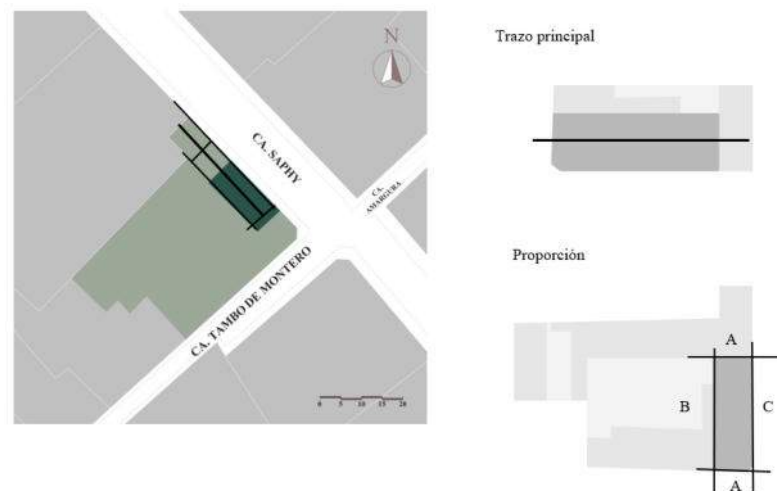 N
CA. SAPHY
CA.
AMARGURA
CA. TAMBO DE MONTERO
0 5 10 15 20
Trazo principal
Proporción
A
B
C
A